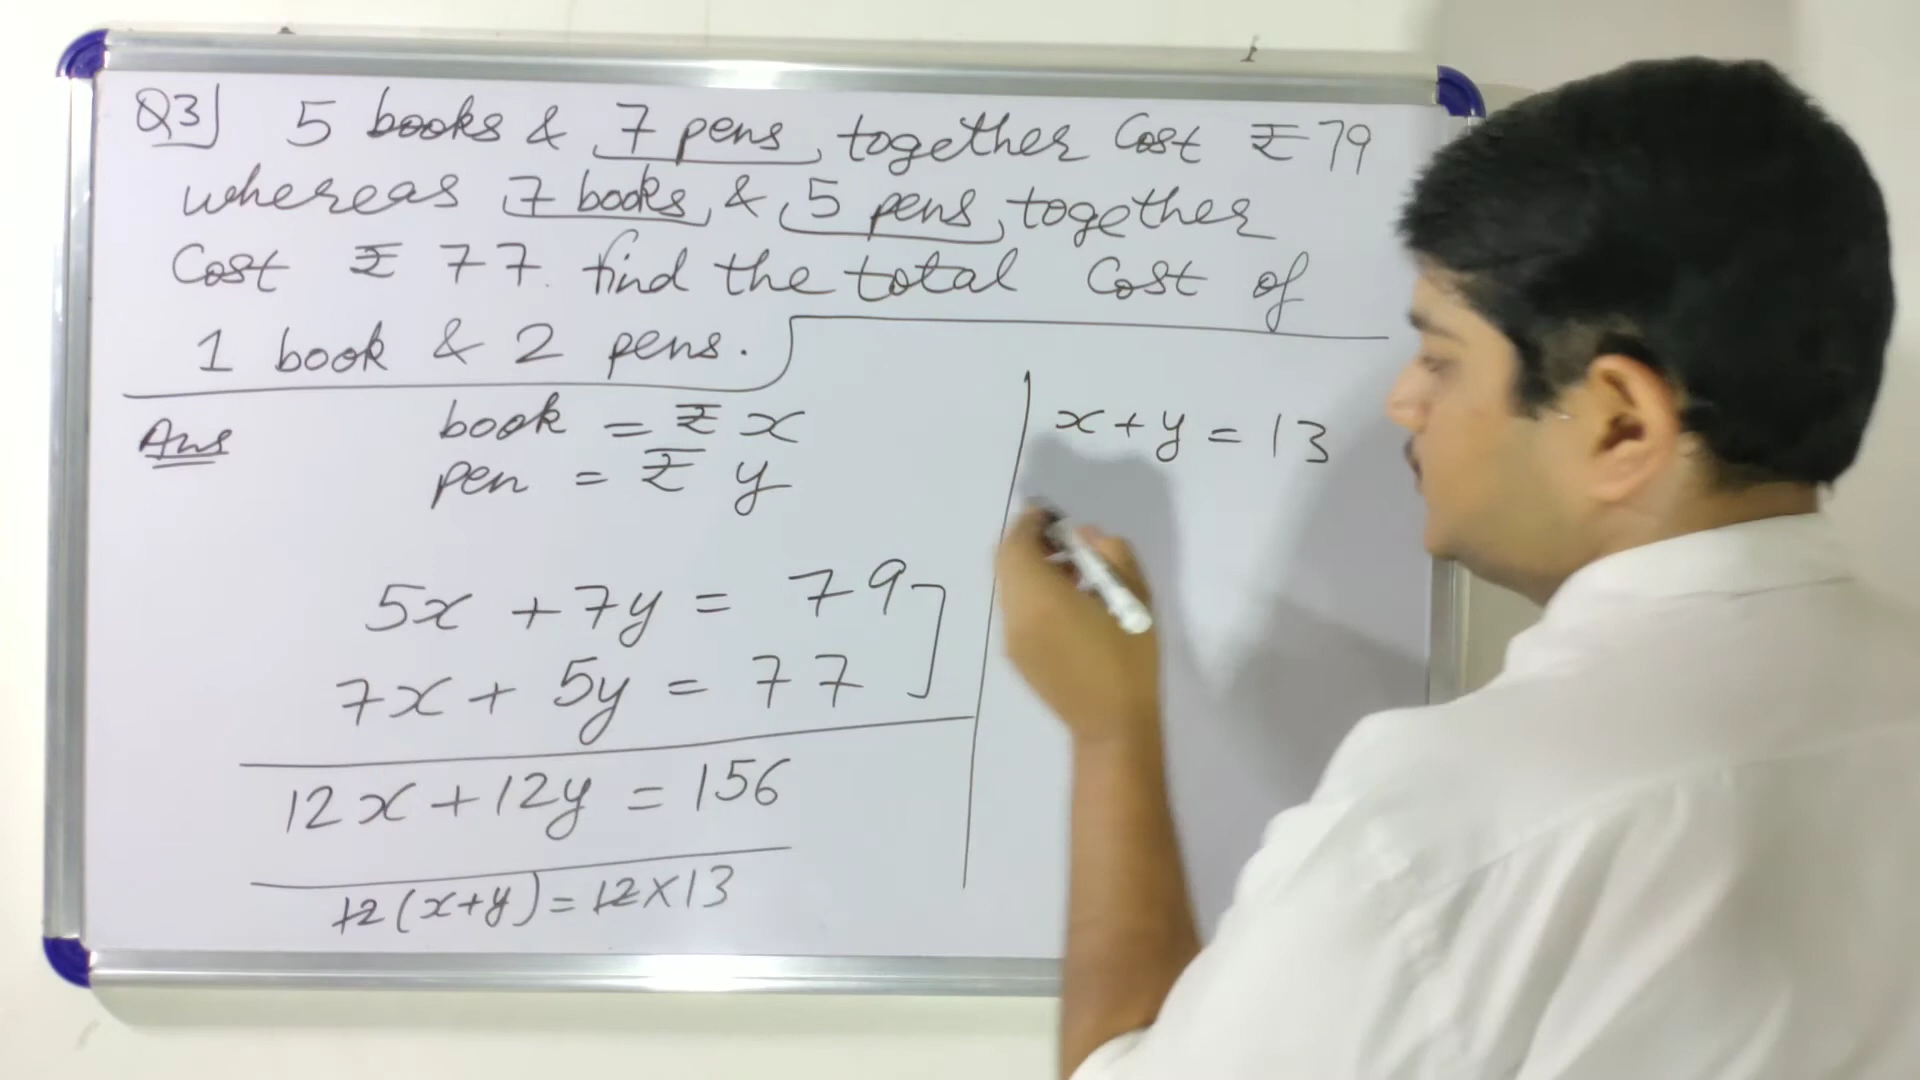 Q3] 5 books & 7 pens together cost ₹ 79
whereas 7 books & 5 pens together
cost ₹ 77. find the total cost of
1 book & 2 pens.
Ans
book = ₹ x
pen = ₹ y
5x + 7y = 79
7x + 5y = 77
12x + 12y = 156
12(x+y) = 12×13
x + y = 13